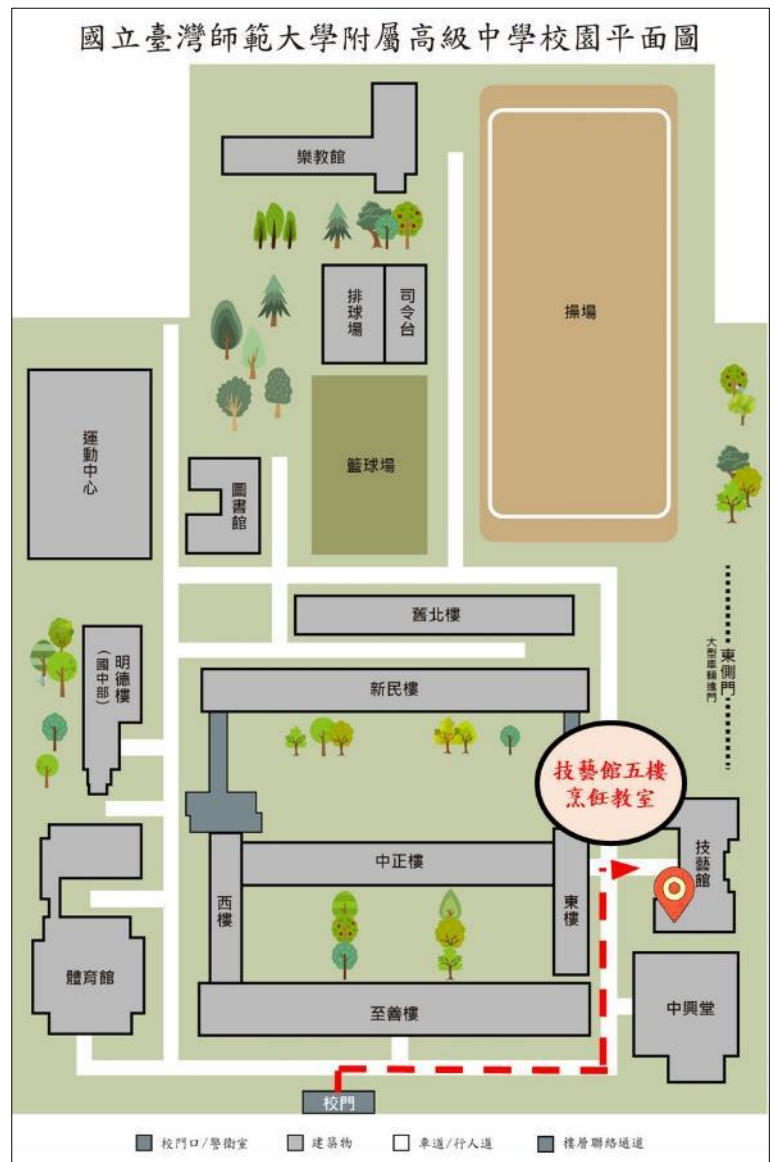 國立臺灣師範大學附屬高級中學校園平面圖
樂教館
排球場
司令台
操場
運動中心
籃球場
圖書館
舊北樓
明德樓
（國中部）
新民樓
東側門
大型車輛進門
技藝館五樓
烹飪教室
中正樓
西樓
東樓
技藝館
體育館
至善樓
中興堂
校門
校門口/警衛室
建築物
車道/行人道
樓層聯絡通道